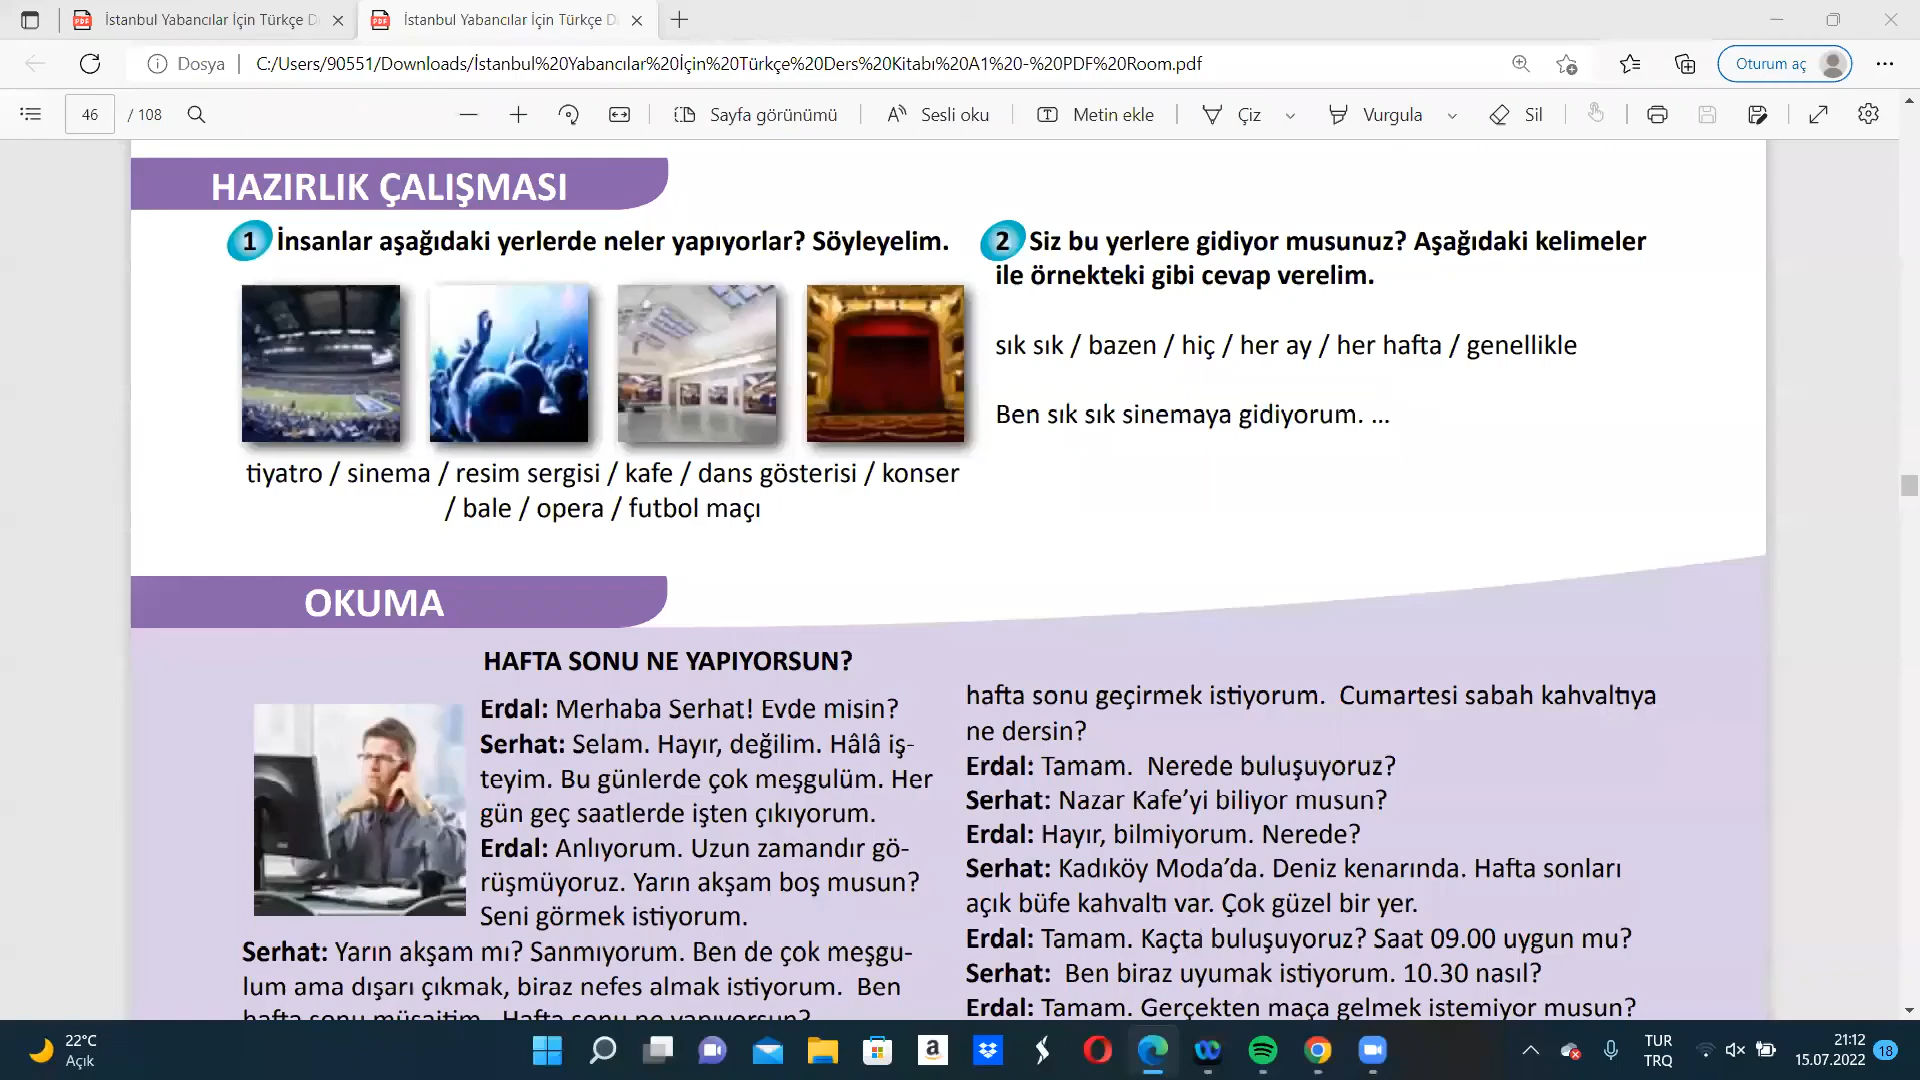 İstanbul Yabancılar İçin Türkçe D
İstanbul Yabancılar İçin Türkçe D
Dosya
C:/Users/90551/Downloads/İstanbul%20Yabancılar%20İçin%20Türkçe%20Ders%20Kitabı%20A1%20-%20PDF%20Room.pdf
Oturum aç
46 / 108
Sayfa görünümü
Sesli oku
Metin ekle
Çiz
Vurgula
Sil
HAZIRLIK ÇALIŞMASI
1 İnsanlar aşağıdaki yerlerde neler yapıyorlar? Söyleyelim.
tiyatro / sinema / resim sergisi / kafe / dans gösterisi / konser
/ bale / opera / futbol maçı
2 Siz bu yerlere gidiyor musunuz? Aşağıdaki kelimeler
ile örnekteki gibi cevap verelim.
sık sık / bazen / hiç / her ay / her hafta / genellikle
Ben sık sık sinemaya gidiyorum. ...
OKUMA
HAFTA SONU NE YAPIYORSUN?
Erdal: Merhaba Serhat! Evde misin?
Serhat: Selam. Hayır, değilim. Hâlâ iş-
teyim. Bu günlerde çok meşgulüm. Her
gün geç saatlerde işten çıkıyorum.
Erdal: Anlıyorum. Uzun zamandır gö-
rüşmüyoruz. Yarın akşam boş musun?
Seni görmek istiyorum.
Serhat: Yarın akşam mı? Sanmıyorum. Ben de çok meşgu-
lum ama dışarı çıkmak, biraz nefes almak istiyorum. Ben
hafta sonu müsaitim. Hafta sonu ne yapıyorsun?
hafta sonu geçirmek istiyorum. Cumartesi sabah kahvaltıya
ne dersin?
Erdal: Tamam. Nerede buluşuyoruz?
Serhat: Nazar Kafe’yi biliyor musun?
Erdal: Hayır, bilmiyorum. Nerede?
Serhat: Kadıköy Moda’da. Deniz kenarında. Hafta sonları
açık büfe kahvaltı var. Çok güzel bir yer.
Erdal: Tamam. Kaçta buluşuyoruz? Saat 09.00 uygun mu?
Serhat: Ben biraz uyumak istiyorum. 10.30 nasıl?
Erdal: Tamam. Gerçekten maça gelmek istemiyor musun?
22°C
Açık
a
TUR
TRQ
21:12
15.07.2022
18